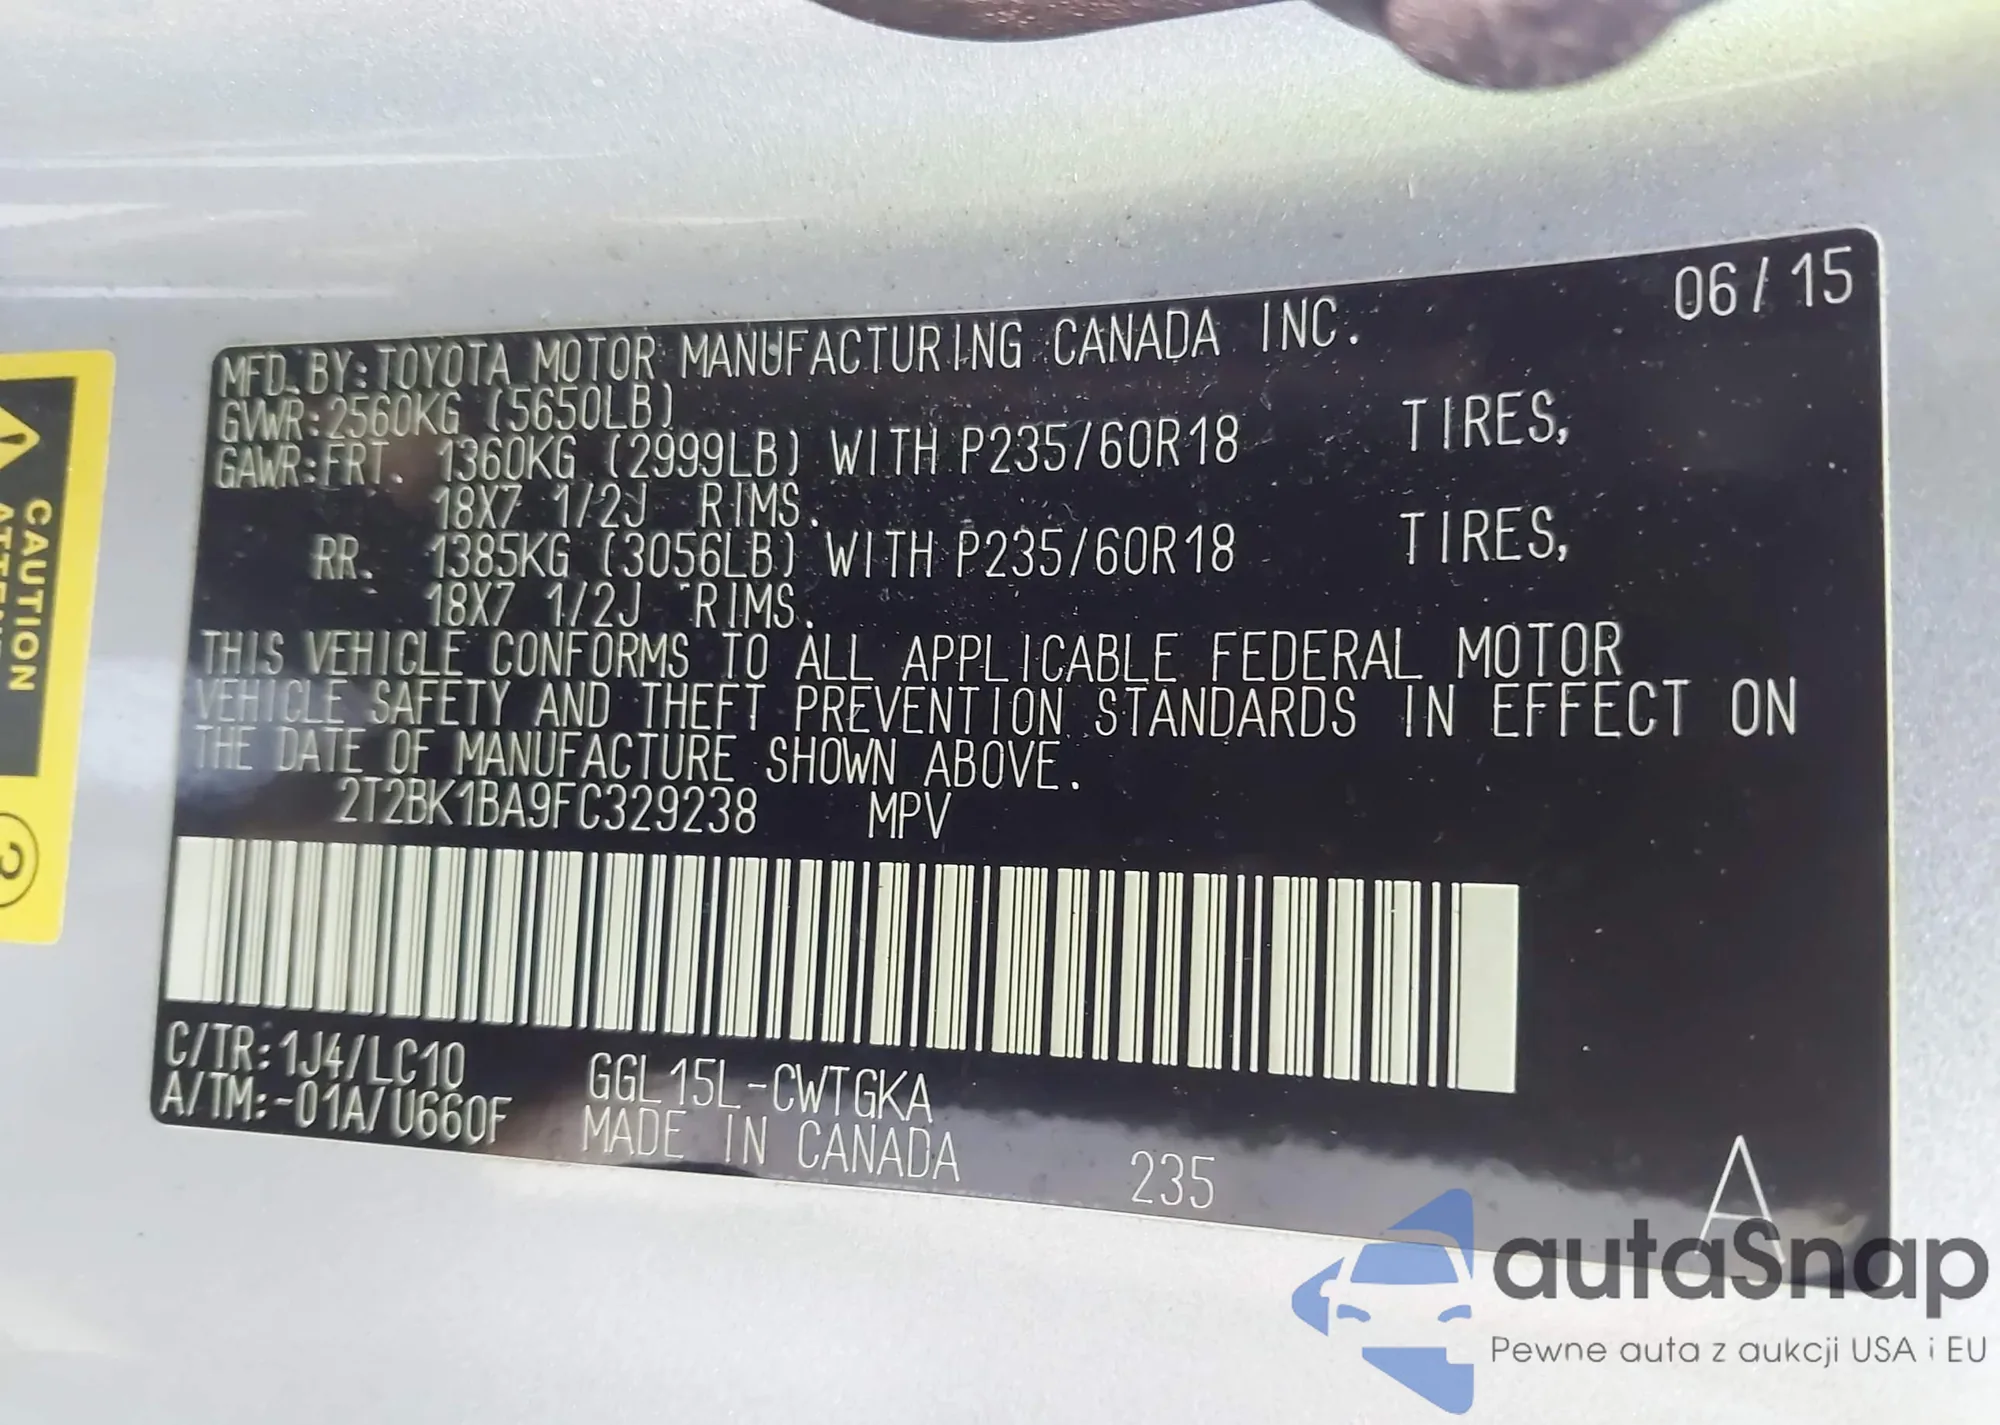 06/15
MFD. BY: TOYOTA MOTOR MANUFACTURING CANADA INC.
GVWR: 2560KG (5650LB)
GAWR: FRT. 1360KG (2999LB) WITH P235/60R18 TIRES,
18X7 1/2J RIMS.
RR. 1385KG (3056LB) WITH P235/60R18 TIRES,
18X7 1/2J RIMS.
THIS VEHICLE CONFORMS TO ALL APPLICABLE FEDERAL MOTOR
VEHICLE SAFETY AND THEFT PREVENTION STANDARDS IN EFFECT ON
THE DATE OF MANUFACTURE SHOWN ABOVE.
2T2BK1BA9FC329238 MPV
C/TR: 1J4/LC10 GGL15L-CWTGKA
A/TM: -01A/U660F MADE IN CANADA 235 A
CAUTION
autaSnap
Pewne auta z aukcji USA i EU